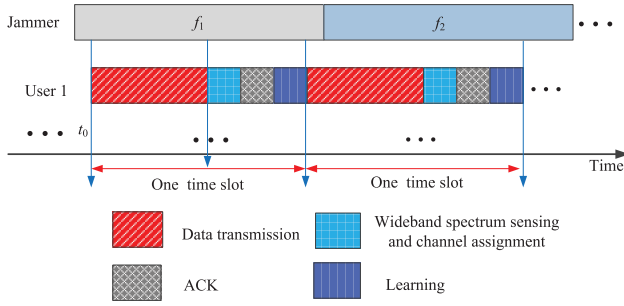 Jammer
f1
f2
User 1
t0
Time
One time slot
One time slot
Data transmission
Wideband spectrum sensing
and channel assignment
ACK
Learning